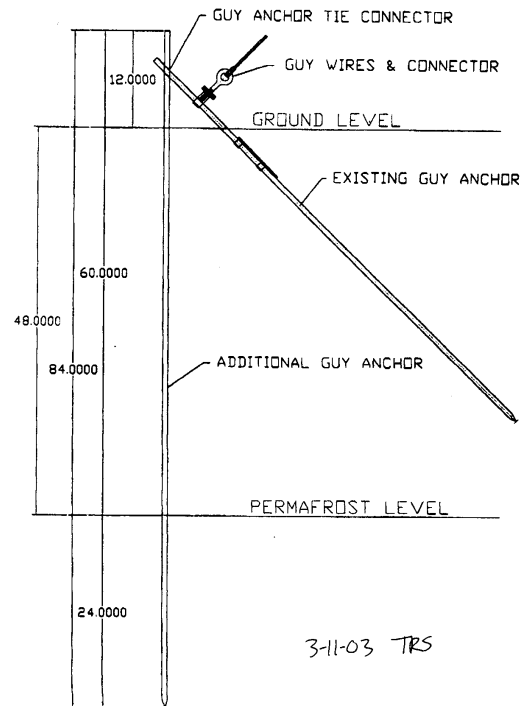 GUY ANCHOR TIE CONNECTOR
GUY WIRES & CONNECTOR
12.0000
GROUND LEVEL
EXISTING GUY ANCHOR
60.0000
48.0000
84.0000
ADDITIONAL GUY ANCHOR
PERMAFROST LEVEL
24.0000
3-11-03 TRS